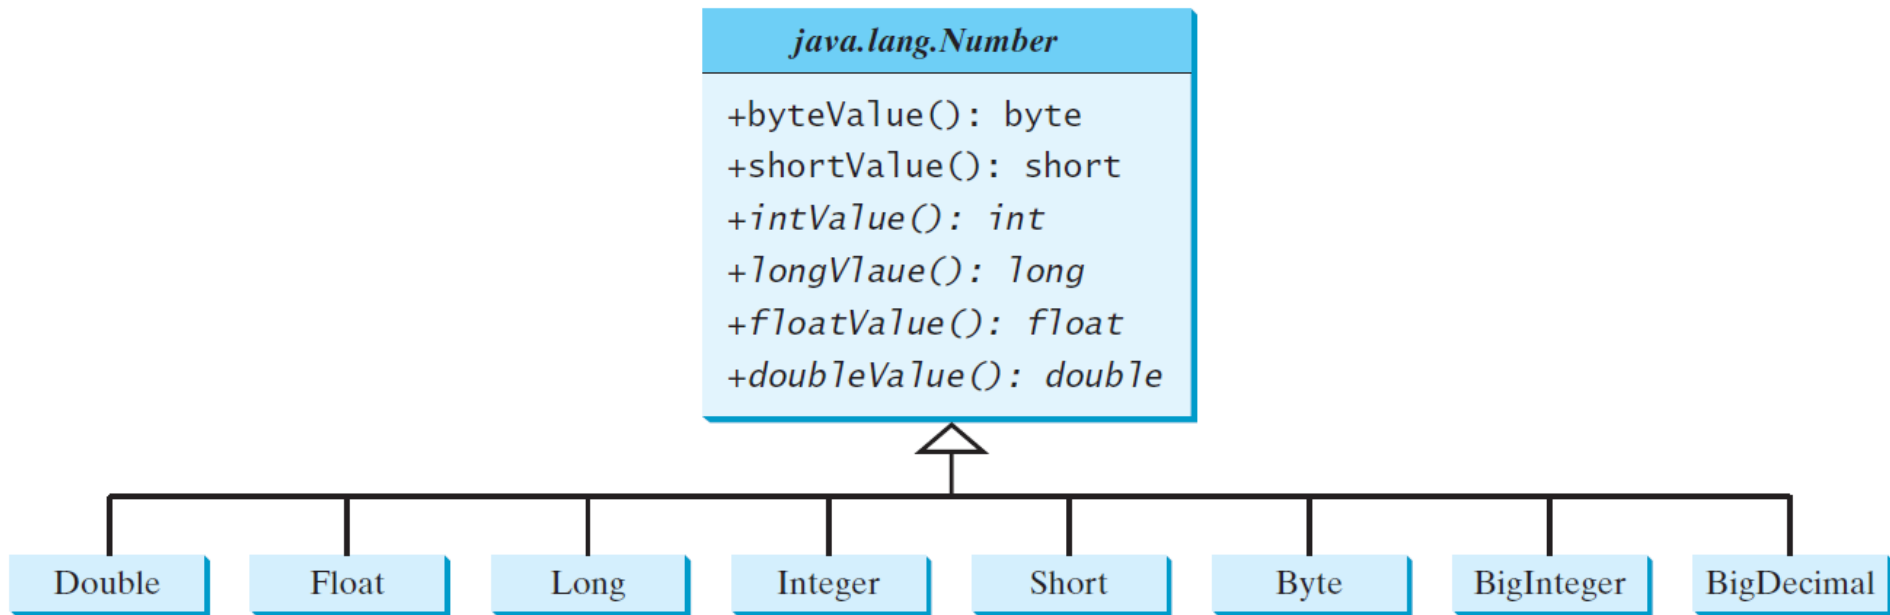 java.lang.Number
+byteValue(): byte
+shortValue(): short
+intValue(): int
+longVlaue(): long
+floatValue(): float
+doubleValue(): double
Double Float Long Integer Short Byte BigInteger BigDecimal